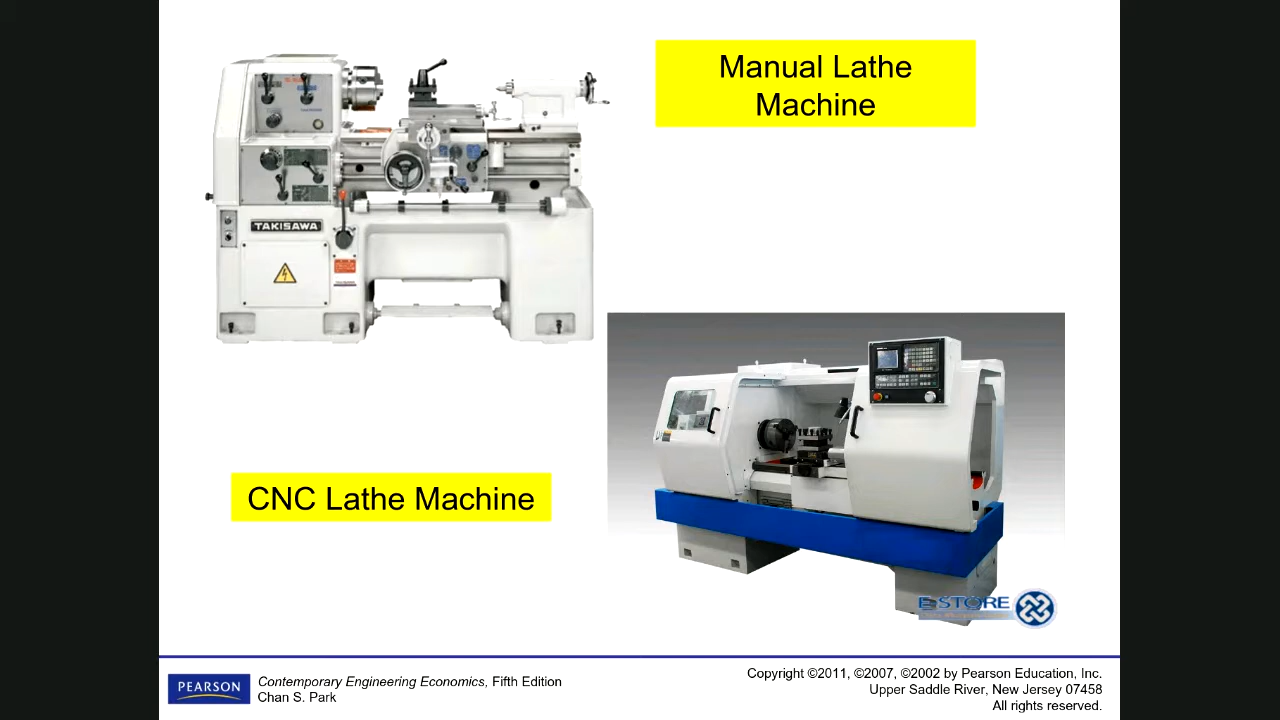 Manual Lathe
Machine
TAKISAWA
CNC Lathe Machine
E STORE
PEARSON
Contemporary Engineering Economics, Fifth Edition
Chan S. Park
Copyright ©2011, ©2007, ©2002 by Pearson Education, Inc.
Upper Saddle River, New Jersey 07458
All rights reserved.